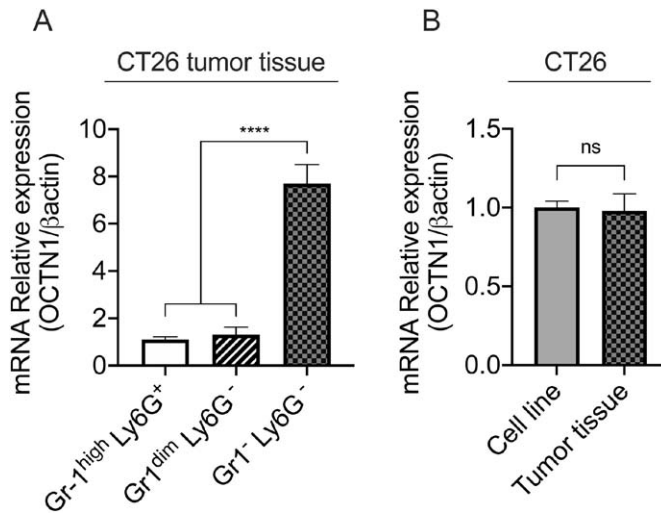 A
CT26 tumor tissue
mRNA Relative expression
(OCTN1/βactin)
10
8
6
4
2
0
****
Gr-1ʰⁱᵍʰ Ly6G⁺
Gr1ᵈⁱᵐ Ly6G⁻
Gr1⁻ Ly6G⁻
B
CT26
mRNA Relative expression
(OCTN1/βactin)
1.5
1.0
0.5
0.0
ns
Cell line
Tumor tissue